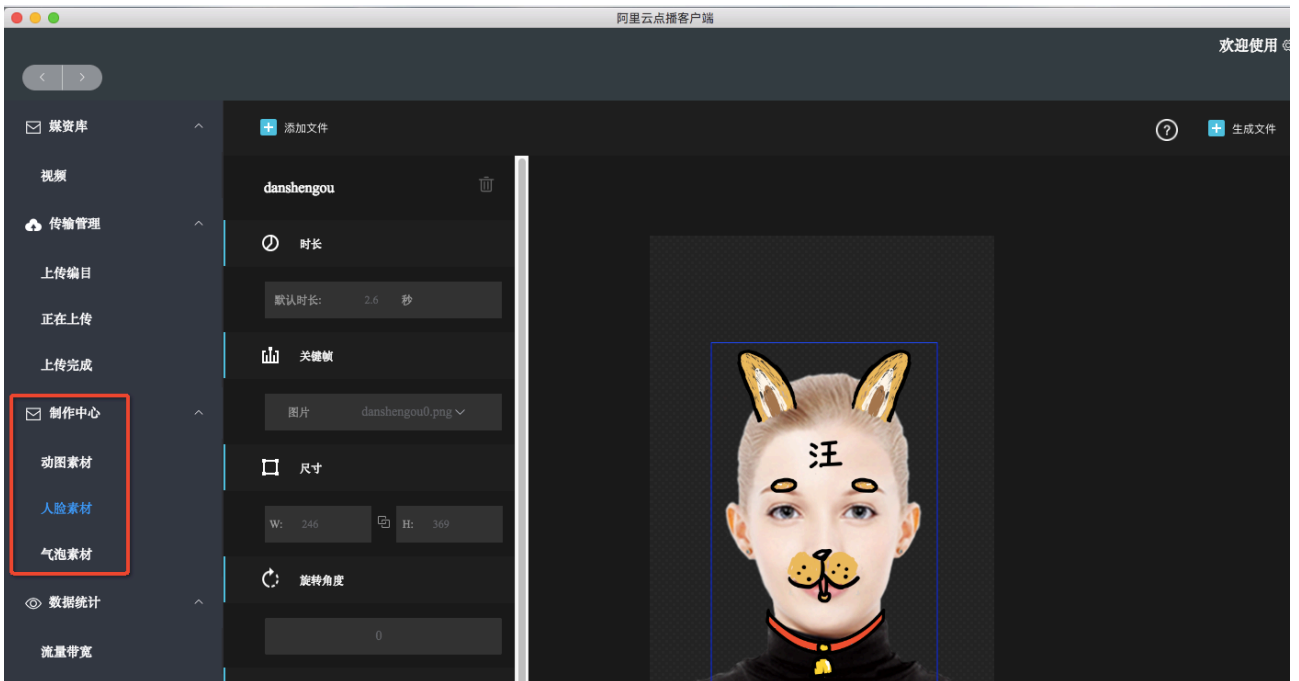 阿里云点播客户端
欢迎使用
媒资库
视频
传输管理
上传编目
正在上传
上传完成
制作中心
动图素材
人脸素材
气泡素材
数据统计
流量带宽
添加文件
生成文件
danshengou
时长
默认时长: 2.6 秒
关键帧
图片 danshengou0.png
尺寸
W: 246 H: 369
旋转角度
0
汪